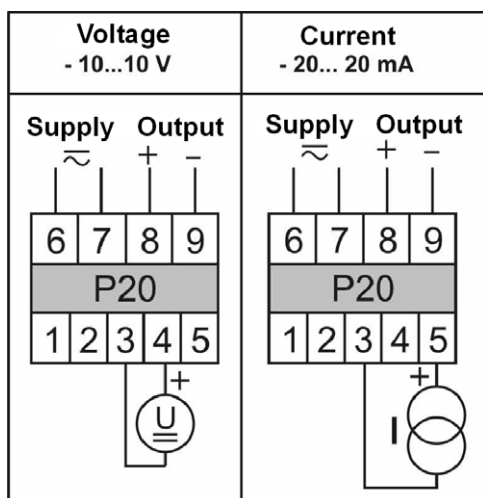 Voltage
- 10...10 V
Current
- 20... 20 mA
Supply Output
+ −
6 7 8 9
P20
1 2 3 4 5
+
U
Supply Output
+ −
6 7 8 9
P20
1 2 3 4 5
+
I